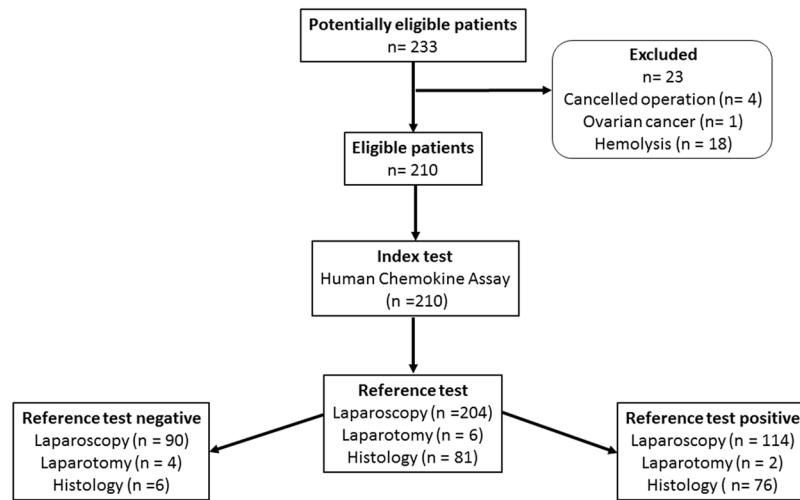 Potentially eligible patients
n= 233
Excluded
n= 23
Cancelled operation (n= 4)
Ovarian cancer (n= 1)
Hemolysis (n = 18)
Eligible patients
n= 210
Index test
Human Chemokine Assay
(n =210)
Reference test
Laparoscopy (n =204)
Laparotomy (n = 6)
Histology (n = 81)
Reference test negative
Laparoscopy (n = 90)
Laparotomy (n = 4)
Histology (n =6)
Reference test positive
Laparoscopy (n = 114)
Laparotomy (n = 2)
Histology ( n= 76)